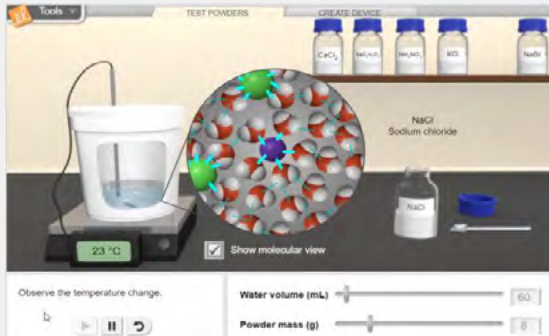 Tools
TEST POWDERS
CREATE DEVICE
CaCl₂
KCl
NaBr
NaCl
Sodium chloride
NaCl
23 °C
Show molecular view
Observe the temperature change.
Water volume (mL)
60
Powder mass (g)
8